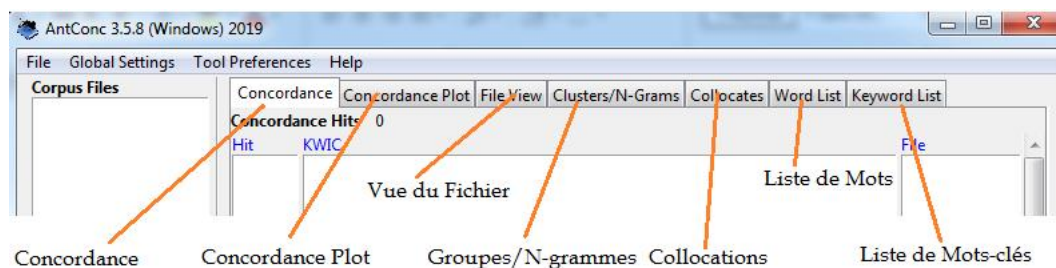 AntConc 3.5.8 (Windows) 2019
File Global Settings Tool Preferences Help
Corpus Files
Concordance Concordance Plot File View Clusters/N-Grams Collocates Word List Keyword List
Concordance Hits 0
Hit KWIC File
Vue du Fichier Liste de Mots
Concordance Concordance Plot Groupes/N-grammes Collocations Liste de Mots-clés